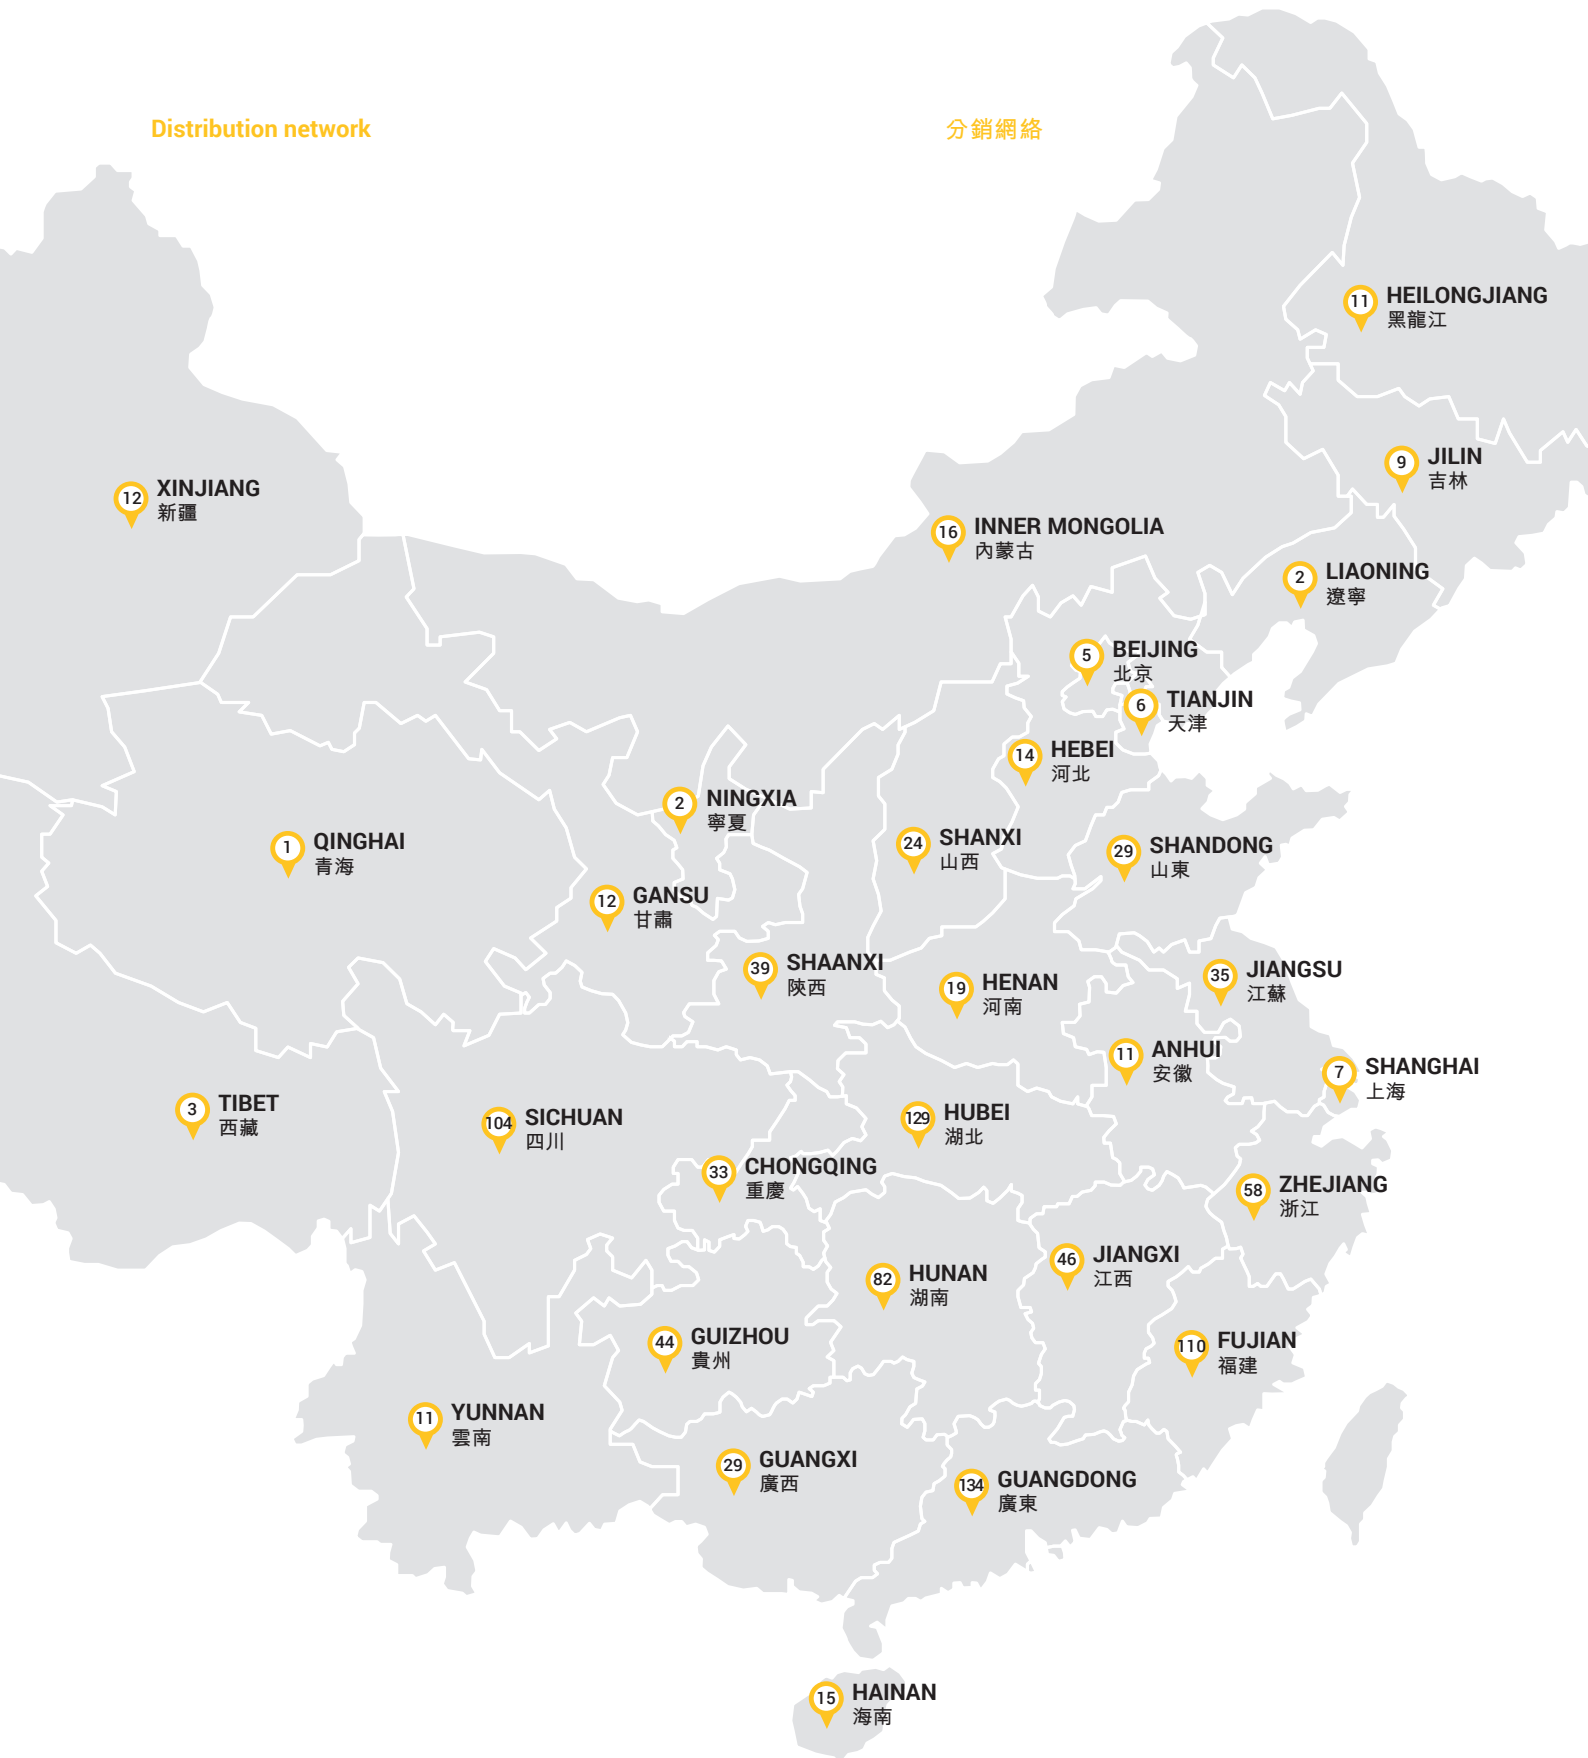 Distribution network
分銷網絡
11
HEILONGJIANG
黑龍江
9
JILIN
吉林
12
XINJIANG
新疆
16
INNER MONGOLIA
內蒙古
2
LIAONING
遼寧
5
BEIJING
北京
6
TIANJIN
天津
14
HEBEI
河北
2
NINGXIA
寧夏
1
QINGHAI
青海
24
SHANXI
山西
29
SHANDONG
山東
12
GANSU
甘肅
39
SHAANXI
陝西
19
HENAN
河南
35
JIANGSU
江蘇
11
ANHUI
安徽
7
SHANGHAI
上海
3
TIBET
西藏
104
SICHUAN
四川
129
HUBEI
湖北
33
CHONGQING
重慶
58
ZHEJIANG
浙江
46
JIANGXI
江西
82
HUNAN
湖南
44
GUIZHOU
貴州
110
FUJIAN
福建
11
YUNNAN
雲南
29
GUANGXI
廣西
134
GUANGDONG
廣東
15
HAINAN
海南